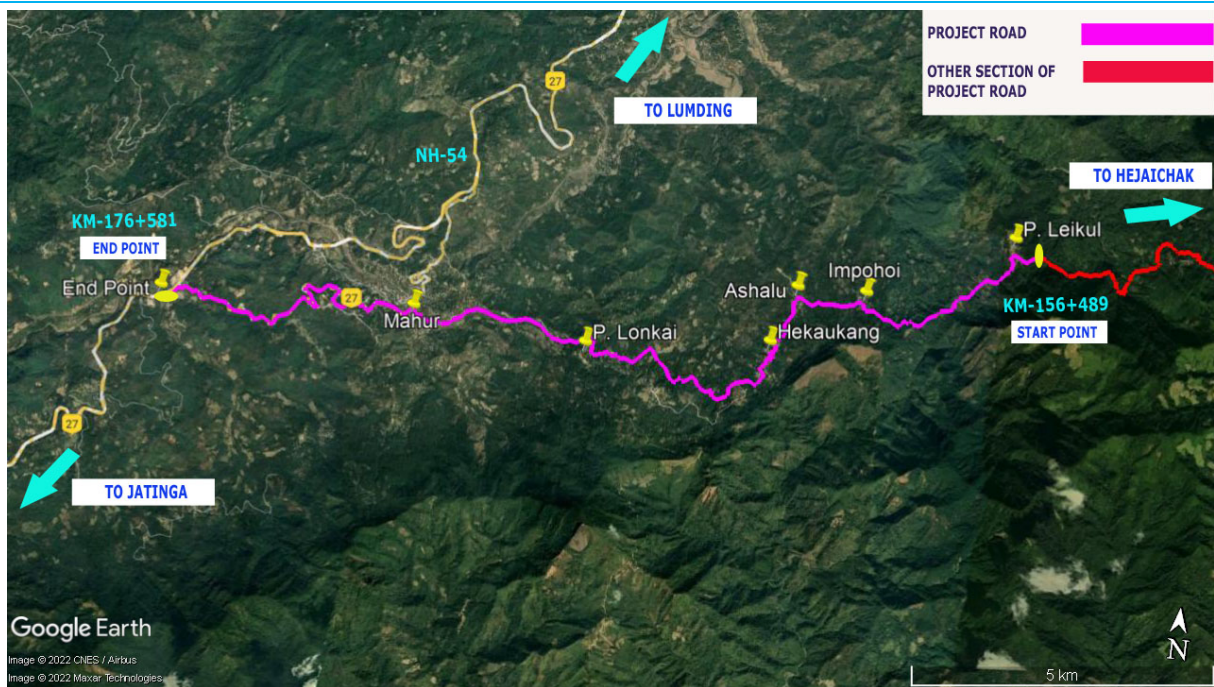 PROJECT ROAD
OTHER SECTION OF
PROJECT ROAD
27
TO LUMDING
NH-54
TO HEJAICHAK
KM-176+581
END POINT
End Point
27
Mahur
P. Lonkai
Ashalu
Impohoi
Hekaukang
P. Leikul
KM-156+489
START POINT
27
TO JATINGA
Google Earth
Image © 2022 CNES / Airbus
Image © 2022 Maxar Technologies
N
5 km